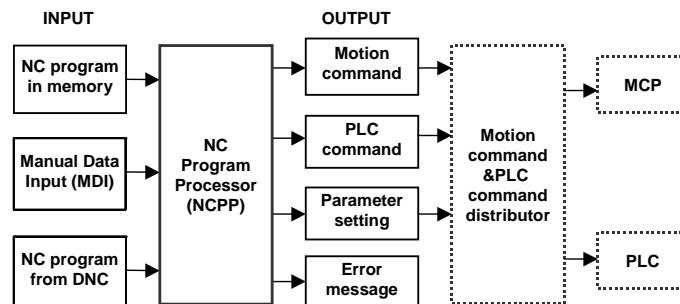 INPUT
OUTPUT
NC program
in memory
Manual Data
Input (MDI)
NC program
from DNC
NC
Program
Processor
(NCPP)
Motion
command
PLC
command
Parameter
setting
Error
message
Motion
command
&PLC
command
distributor
MCP
PLC